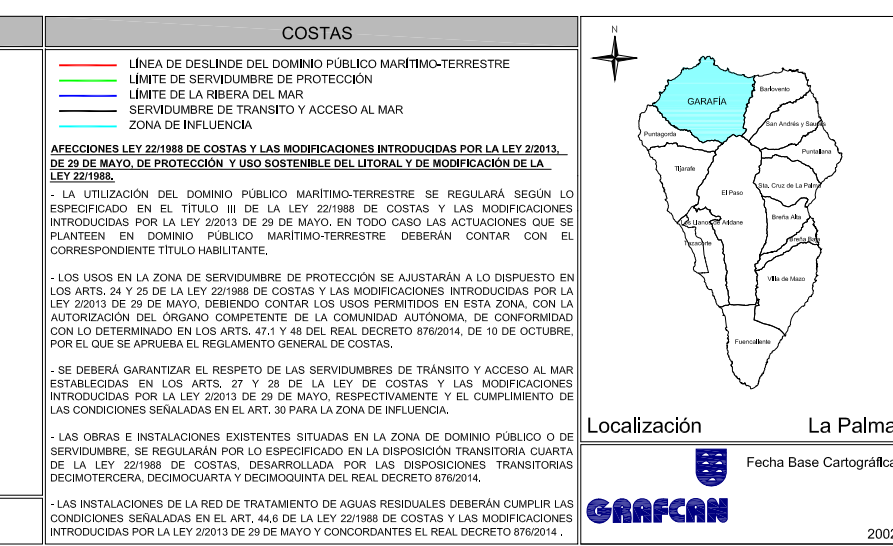 COSTAS
LÍNEA DE DESLINDE DEL DOMINIO PÚBLICO MARÍTIMO-TERRESTRE
LÍMITE DE SERVIDUMBRE DE PROTECCIÓN
LÍMITE DE LA RIBERA DEL MAR
SERVIDUMBRE DE TRANSITO Y ACCESO AL MAR
ZONA DE INFLUENCIA
AFECCIONES LEY 22/1988 DE COSTAS Y LAS MODIFICACIONES INTRODUCIDAS POR LA LEY 2/2013,
DE 29 DE MAYO, DE PROTECCIÓN Y USO SOSTENIBLE DEL LITORAL Y DE MODIFICACIÓN DE LA
LEY 22/1988.
- LA UTILIZACIÓN DEL DOMINIO PÚBLICO MARÍTIMO-TERRESTRE SE REGULARÁ SEGÚN LO
ESPECIFICADO EN EL TÍTULO III DE LA LEY 22/1988 DE COSTAS Y LAS MODIFICACIONES
INTRODUCIDAS POR LA LEY 2/2013 DE 29 DE MAYO. EN TODO CASO LAS ACTUACIONES QUE SE
PLANTEEN EN DOMINIO PÚBLICO MARÍTIMO-TERRESTRE DEBERÁN CONTAR CON EL
CORRESPONDIENTE TÍTULO HABILITANTE.
- LOS USOS EN LA ZONA DE SERVIDUMBRE DE PROTECCIÓN SE AJUSTARÁN A LO DISPUESTO EN
LOS ARTS. 24 Y 25 DE LA LEY 22/1988 DE COSTAS Y LAS MODIFICACIONES INTRODUCIDAS POR LA
LEY 2/2013 DE 29 DE MAYO, DEBIENDO CONTAR LOS USOS PERMITIDOS EN ESTA ZONA, CON LA
AUTORIZACIÓN DEL ÓRGANO COMPETENTE DE LA COMUNIDAD AUTÓNOMA, DE CONFORMIDAD
CON LO DETERMINADO EN LOS ARTS. 47.1 Y 48 DEL REAL DECRETO 876/2014, DE 10 DE OCTUBRE,
POR EL QUE SE APRUEBA EL REGLAMENTO GENERAL DE COSTAS.
- SE DEBERÁ GARANTIZAR EL RESPETO DE LAS SERVIDUMBRES DE TRÁNSITO Y ACCESO AL MAR
ESTABLECIDAS EN LOS ARTS. 27 Y 28 DE LA LEY DE COSTAS Y LAS MODIFICACIONES
INTRODUCIDAS POR LA LEY 2/2013 DE 29 DE MAYO, RESPECTIVAMENTE Y EL CUMPLIMIENTO DE
LAS CONDICIONES SEÑALADAS EN EL ART. 30 PARA LA ZONA DE INFLUENCIA.
- LAS OBRAS E INSTALACIONES EXISTENTES SITUADAS EN LA ZONA DE DOMINIO PÚBLICO O DE
SERVIDUMBRE, SE REGULARÁN POR LO ESPECIFICADO EN LA DISPOSICIÓN TRANSITORIA CUARTA
DE LA LEY 22/1988 DE COSTAS, DESARROLLADA POR LAS DISPOSICIONES TRANSITORIAS
DECIMOTERCERA, DECIMOCUARTA Y DECIMOQUINTA DEL REAL DECRETO 876/2014.
- LAS INSTALACIONES DE LA RED DE TRATAMIENTO DE AGUAS RESIDUALES DEBERÁN CUMPLIR LAS
CONDICIONES SEÑALADAS EN EL ART. 44.6 DE LA LEY 22/1988 DE COSTAS Y LAS MODIFICACIONES
INTRODUCIDAS POR LA LEY 2/2013 DE 29 DE MAYO Y CONCORDANTES EL REAL DECRETO 876/2014 .
N
Barlovento
GARAFÍA
San Andrés y Sauces
Puntagorda
Puntallana
Tijarafe
El Paso
Sta. Cruz de La Palma
Los Llanos de Aridane
Breña Alta
Tazacorte
Breña Baja
Villa de Mazo
Fuencaliente
Localización
La Palma
Fecha Base Cartográfica
GRAFCAN
2002